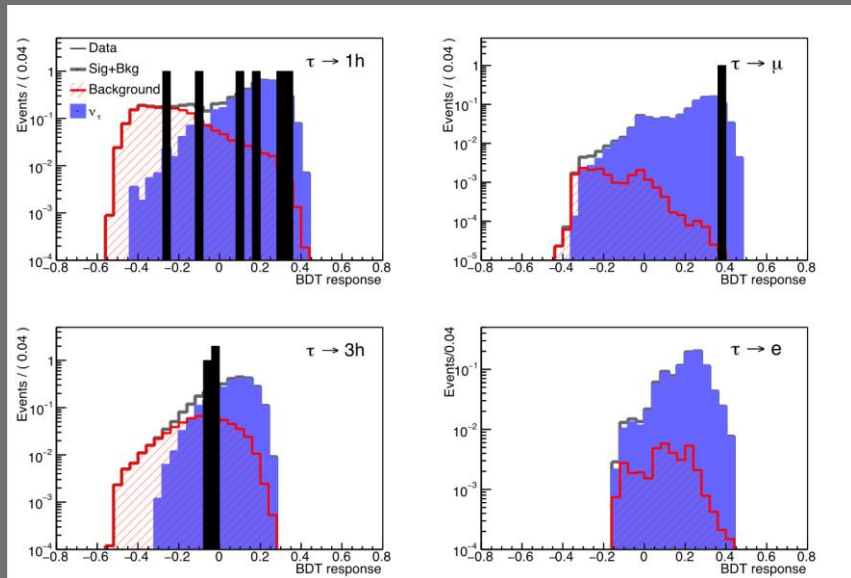 Events / ( 0.04 )
Data
Sig+Bkg
Background
ντ
τ → 1h
1
10⁻¹
10⁻²
10⁻³
10⁻⁴
−0.8 −0.6 −0.4 −0.2 0 0.2 0.4 0.6 0.8
BDT response
Events / ( 0.04 )
τ → μ
1
10⁻¹
10⁻²
10⁻³
10⁻⁴
10⁻⁵
−0.8 −0.6 −0.4 −0.2 0 0.2 0.4 0.6 0.8
BDT response
Events / ( 0.04 )
τ → 3h
1
10⁻¹
10⁻²
10⁻³
10⁻⁴
−0.8 −0.6 −0.4 −0.2 0 0.2 0.4 0.6 0.8
BDT response
Events/0.04
τ → e
1
10⁻¹
10⁻²
10⁻³
10⁻⁴
−0.8 −0.6 −0.4 −0.2 0 0.2 0.4 0.6 0.8
BDT response